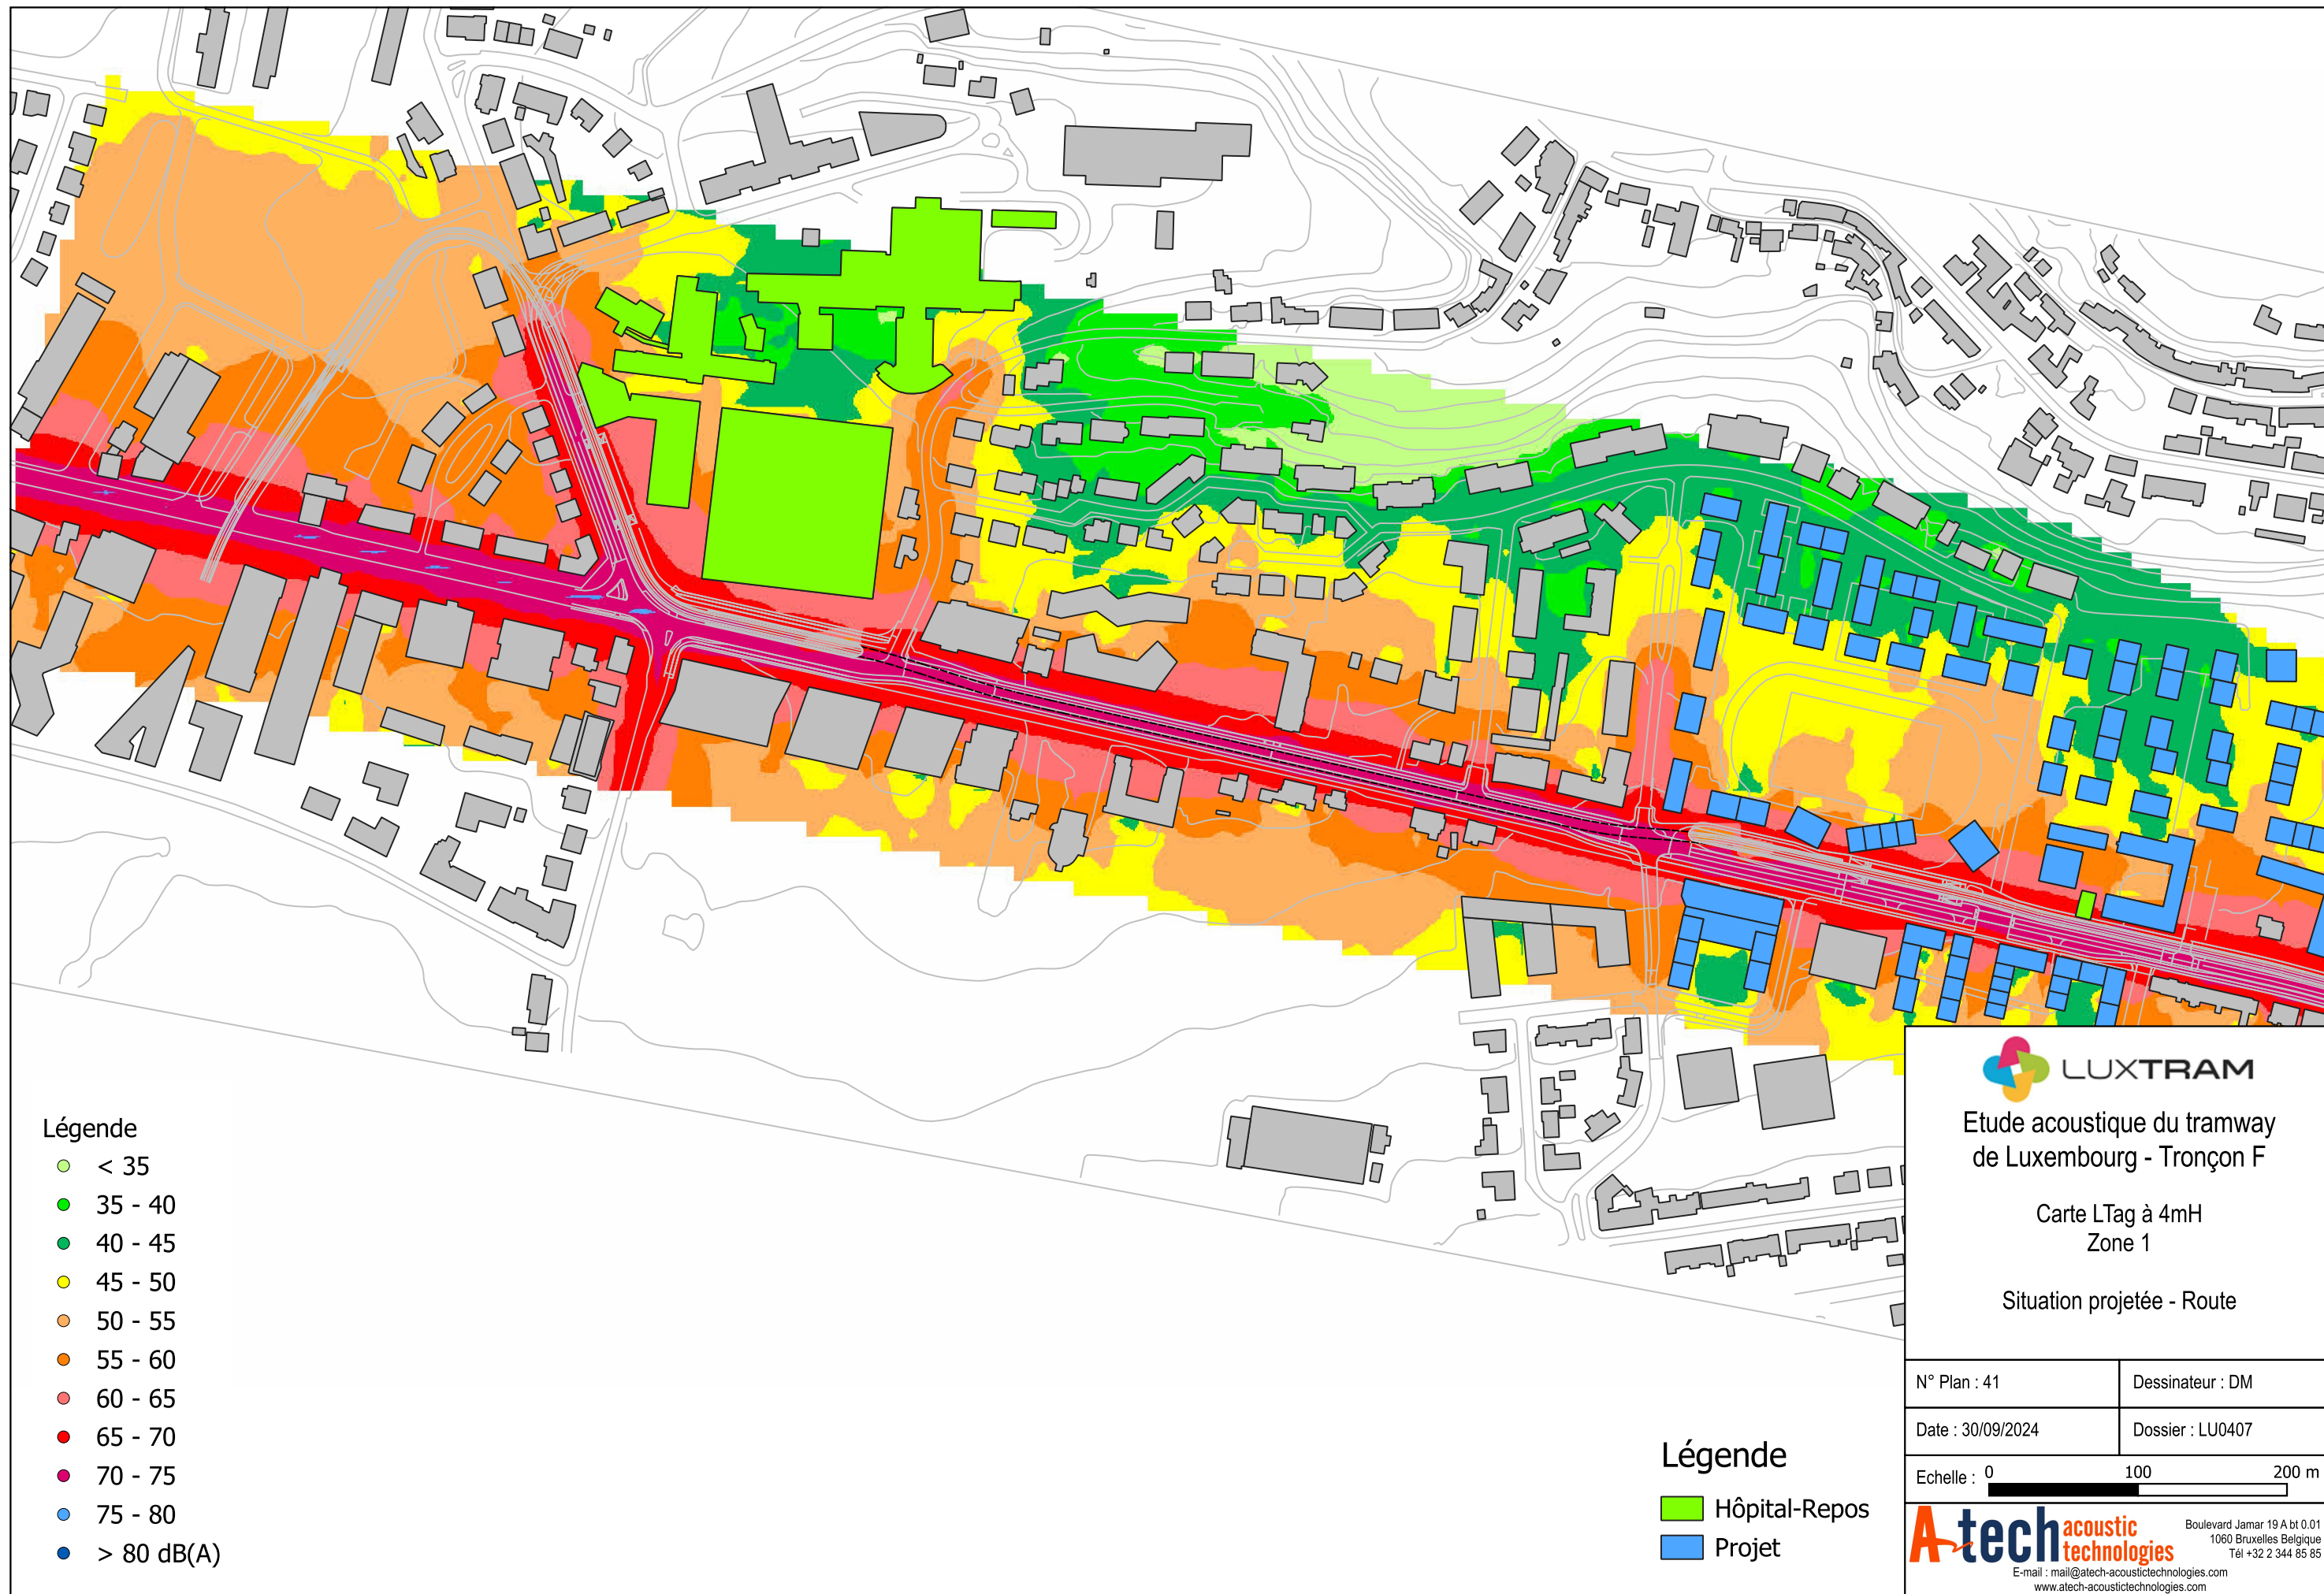 Légende
< 35
35 - 40
40 - 45
45 - 50
50 - 55
55 - 60
60 - 65
65 - 70
70 - 75
75 - 80
> 80 dB(A)
Légende
Hôpital-Repos
Projet
LUXTRAM
Etude acoustique du tramway
de Luxembourg - Tronçon F
Carte LTag à 4mH
Zone 1
Situation projetée - Route
N° Plan : 41
Dessinateur : DM
Date : 30/09/2024
Dossier : LU0407
Echelle : 0 100 200 m
A-tech acoustic technologies
Boulevard Jamar 19 A bt 0.01
1060 Bruxelles Belgique
Tél +32 2 344 85 85
E-mail : mail@atech-acoustictechnologies.com
www.atech-acoustictechnologies.com